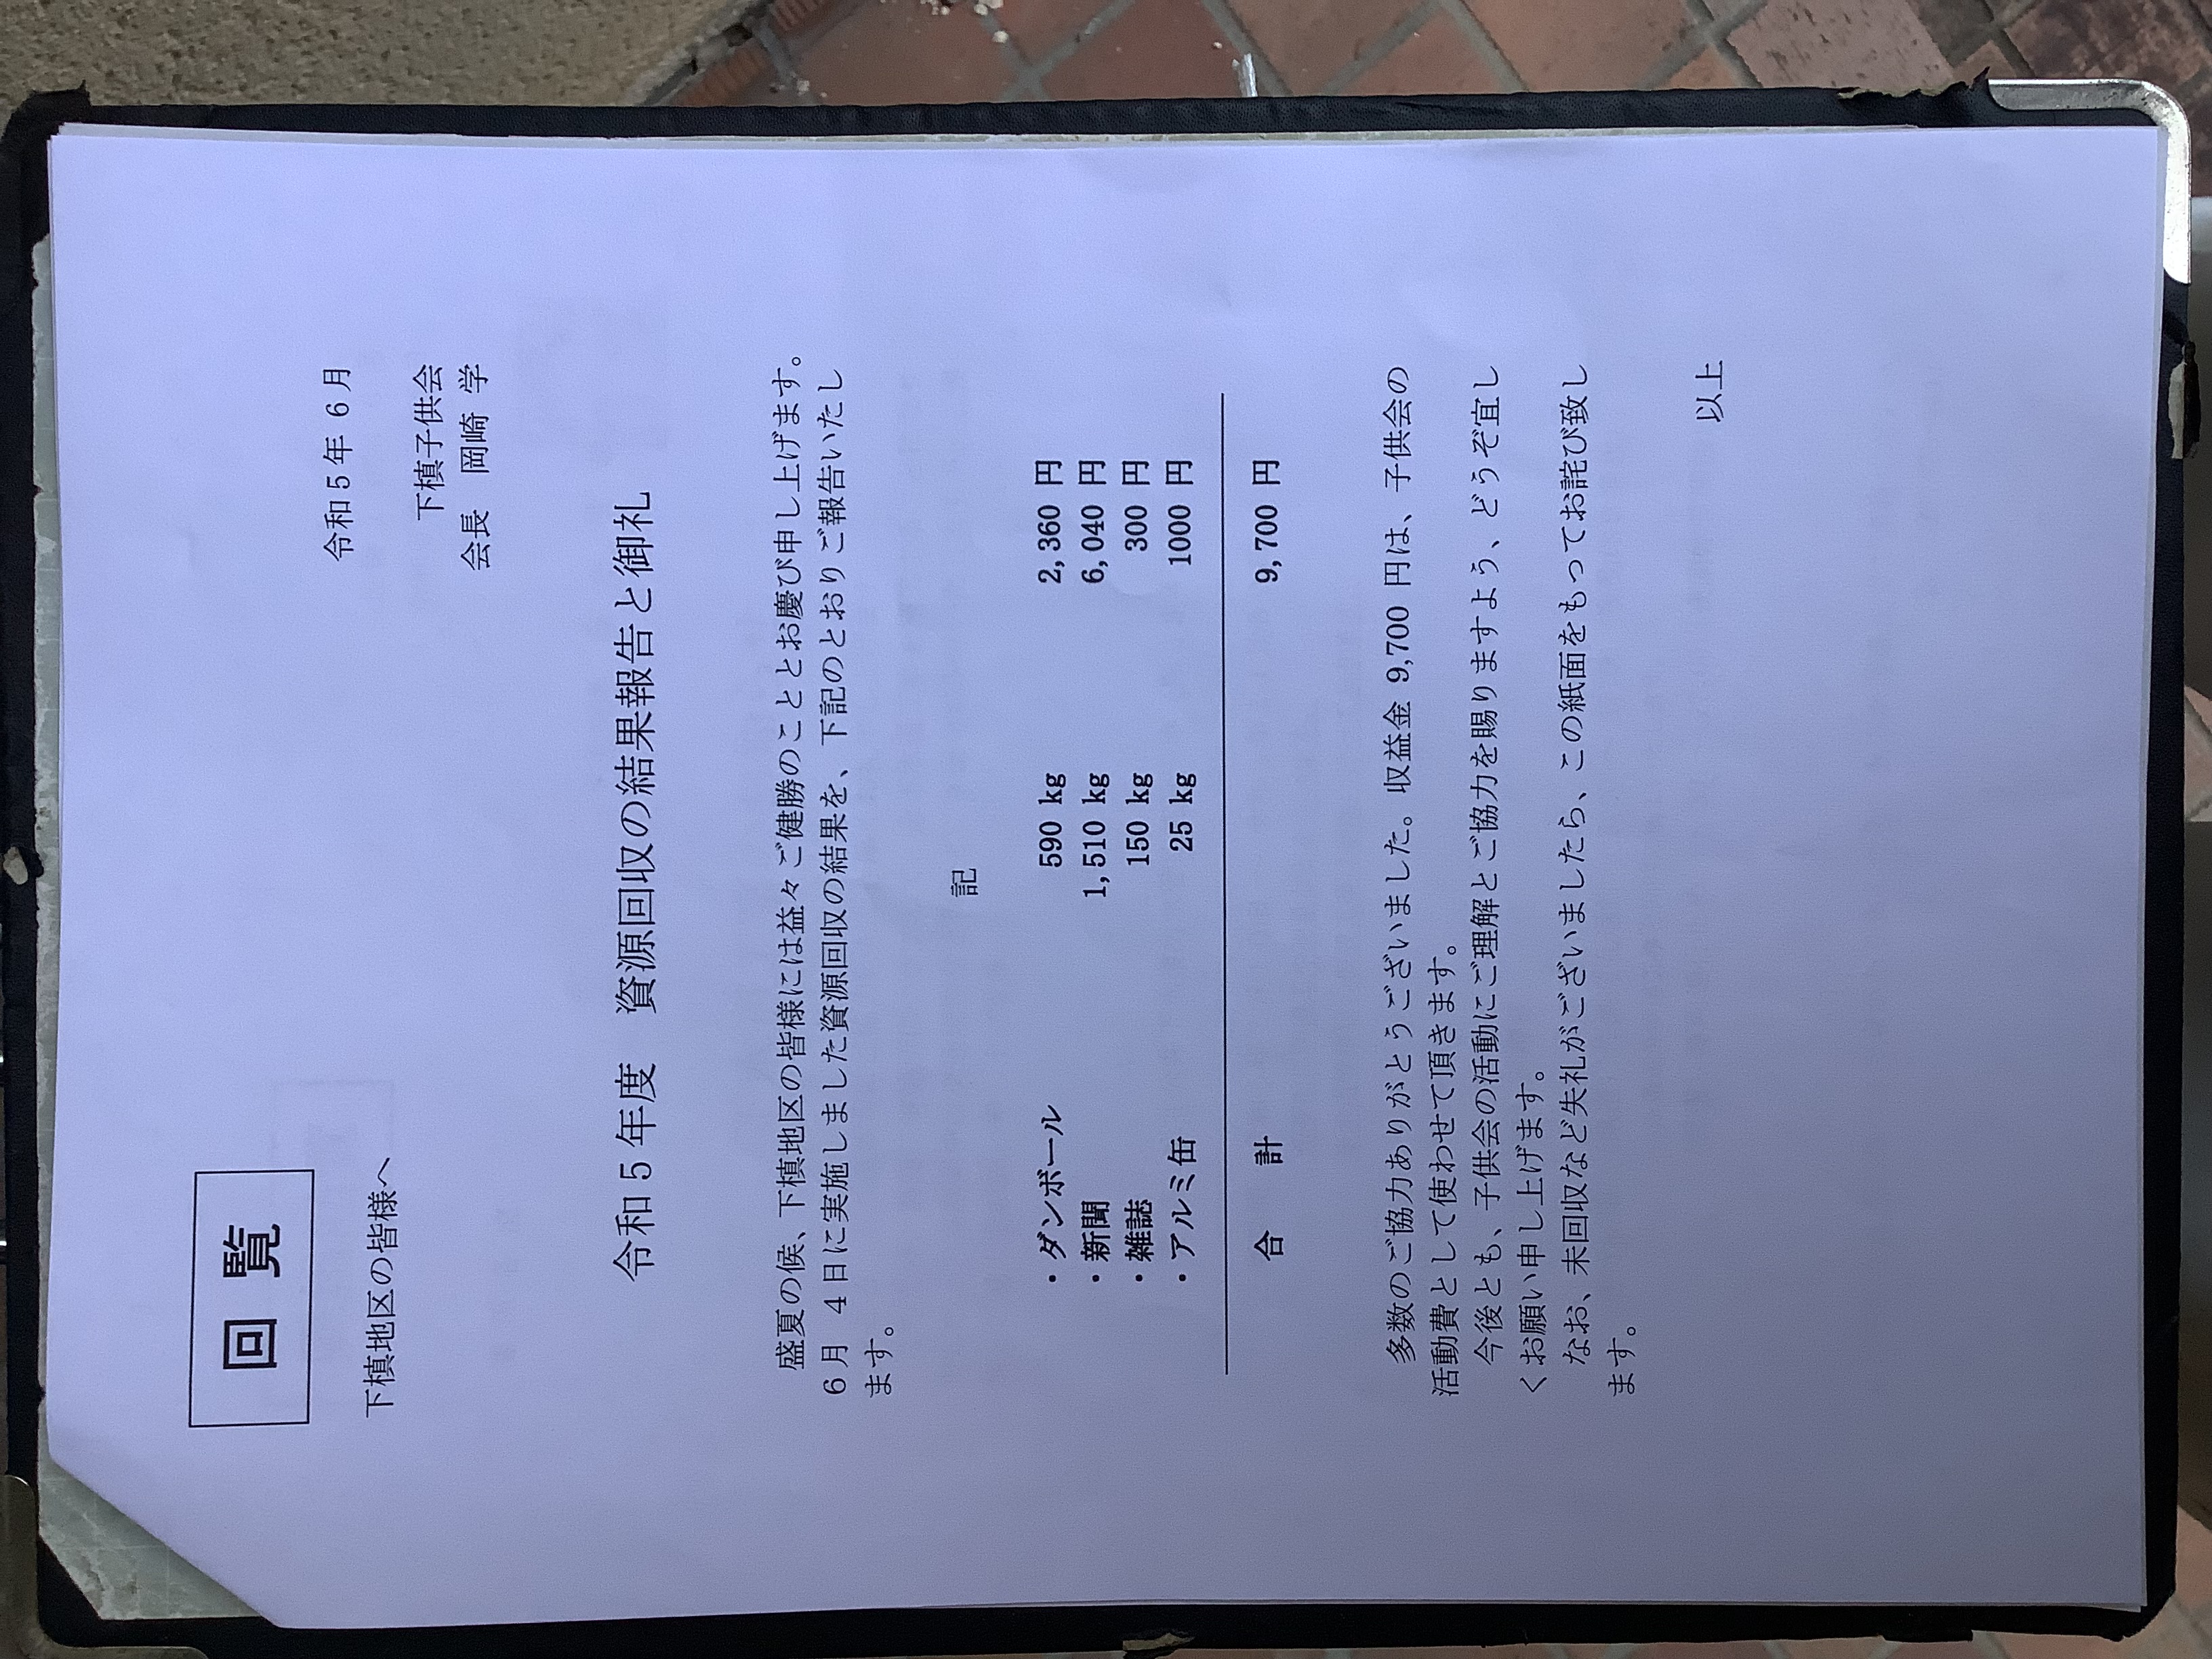 回覧
令和5年 6月
下槙地区の皆様へ
下槙子供会
会長　岡崎 学
令和5年度　資源回収の結果報告と御礼
盛夏の候、下槙地区の皆様には益々ご健勝のこととお慶び申し上げます。
6月 4日に実施しました資源回収の結果を、下記のとおりご報告いたし
ます。
記
・ダンボール 590 kg 2,360 円
・新聞 1,510 kg 6,040 円
・雑誌 150 kg 300 円
・アルミ缶 25 kg 1000 円
合　計 9,700 円
多数のご協力ありがとうございました。収益金 9,700 円は、子供会の
活動費として使わせて頂きます。
今後とも、子供会の活動にご理解とご協力を賜りますよう、どうぞ宜し
くお願い申し上げます。
なお、未回収など失礼がございましたら、この紙面をもってお詫び致し
ます。
以上